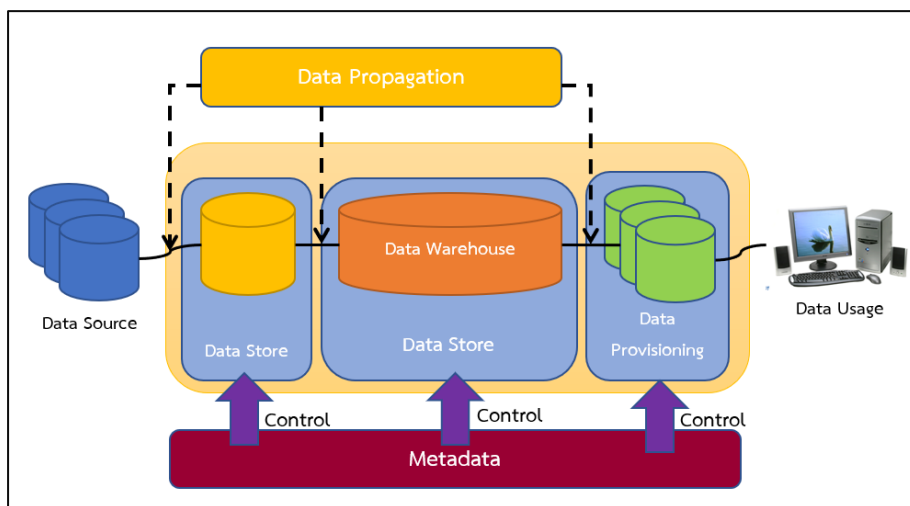 Data Propagation
Data Warehouse
Data Source
Data Store
Data Store
Data
Provisioning
Data Usage
Control
Control
Control
Metadata